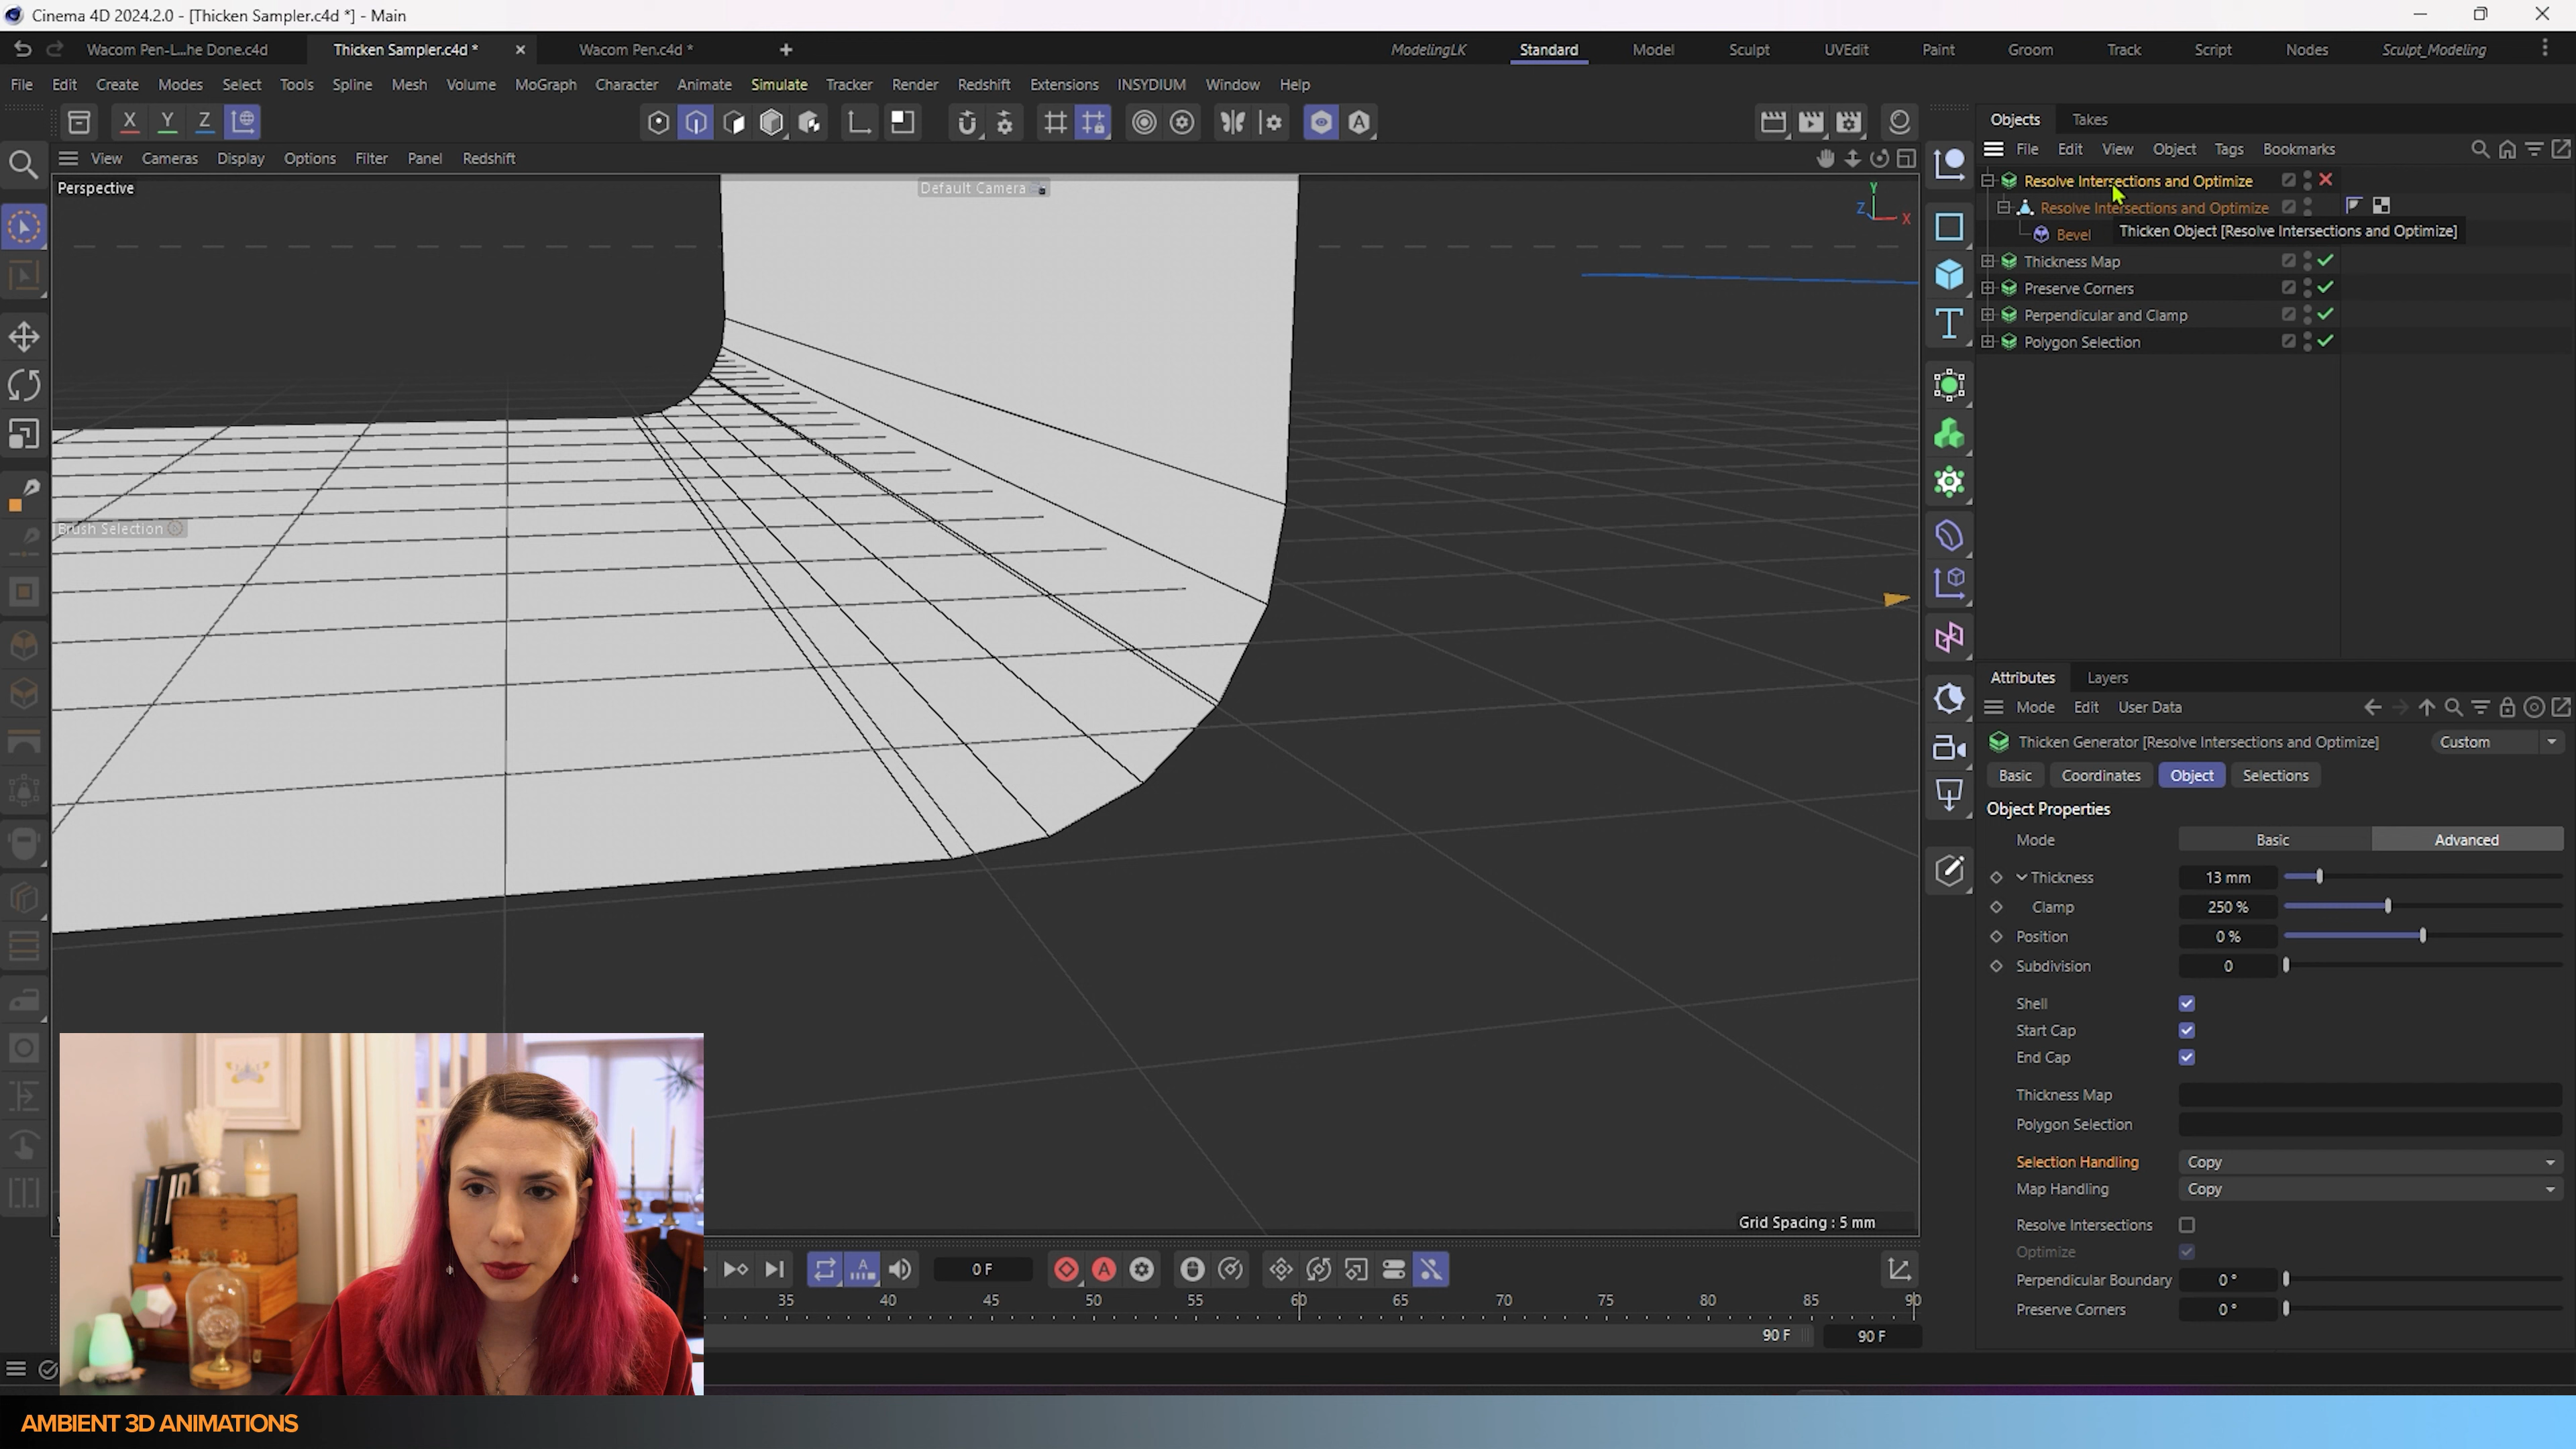 Cinema 4D 2024.2.0 - [Thicken Sampler.c4d *] - Main
Wacom Pen-L...he Done.c4d Thicken Sampler.c4d * Wacom Pen.c4d *
ModelingLK Standard Model Sculpt UVEdit Paint Groom Track Script Nodes Sculpt_Modeling
File Edit Create Modes Select Tools Spline Mesh Volume MoGraph Character Animate Simulate Tracker Render Redshift Extensions INSYDIUM Window Help
X Y Z
Objects Takes
File Edit View Object Tags Bookmarks
View Cameras Display Options Filter Panel Redshift
Perspective
Default Camera
Y
Z
X
Resolve Intersections and Optimize
Resolve Intersections and Optimize
Bevel
Thicken Object [Resolve Intersections and Optimize]
Thickness Map
Preserve Corners
Perpendicular and Clamp
Polygon Selection
Brush Selection
Attributes Layers
Mode Edit User Data
Thicken Generator [Resolve Intersections and Optimize] Custom
Basic Coordinates Object Selections
Object Properties
Mode Basic Advanced
Thickness 13 mm
Clamp 250 %
Position 0 %
Subdivision 0
Shell
Start Cap
End Cap
Thickness Map
Polygon Selection
Selection Handling Copy
Map Handling Copy
Resolve Intersections
Optimize
Perpendicular Boundary 0 °
Preserve Corners 0 °
Grid Spacing : 5 mm
0 F
35 40 45 50 55 60 65 70 75 80 85 90
90 F 90 F
AMBIENT 3D ANIMATIONS